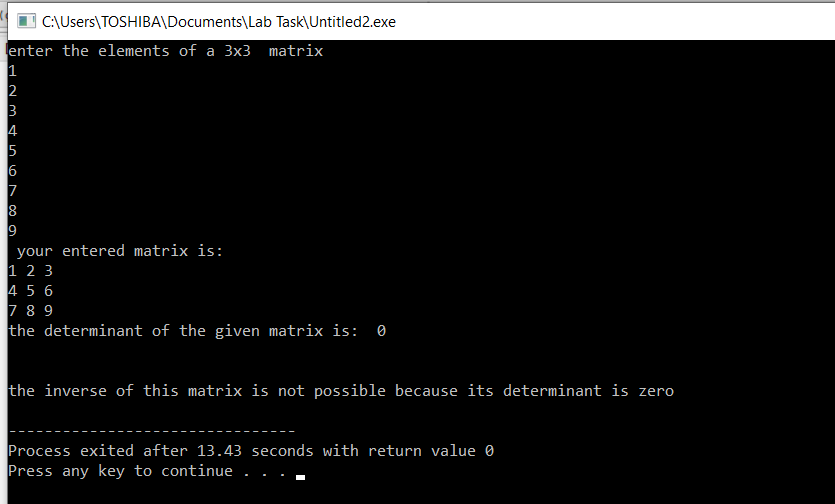 C:\Users\TOSHIBA\Documents\Lab Task\Untitled2.exe
enter the elements of a 3x3  matrix
1
2
3
4
5
6
7
8
9
 your entered matrix is:
1 2 3
4 5 6
7 8 9
the determinant of the given matrix is:  0
the inverse of this matrix is not possible because its determinant is zero
--------------------------------
Process exited after 13.43 seconds with return value 0
Press any key to continue . . .